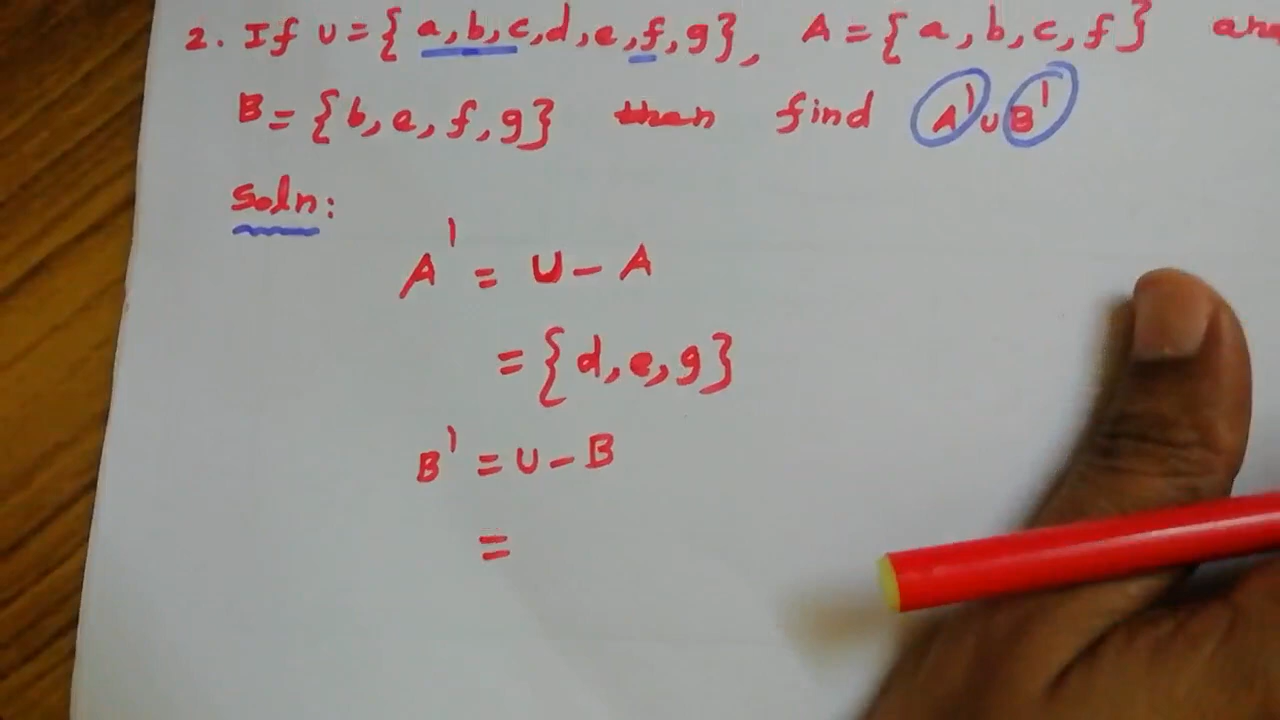 2. If U = { a, b, c, d, e, f, g }, A = { a, b, c, f }
B = { b, e, f, g } then find A' ∪ B'
Soln:
A' = U - A
= { d, e, g }
B' = U - B
=